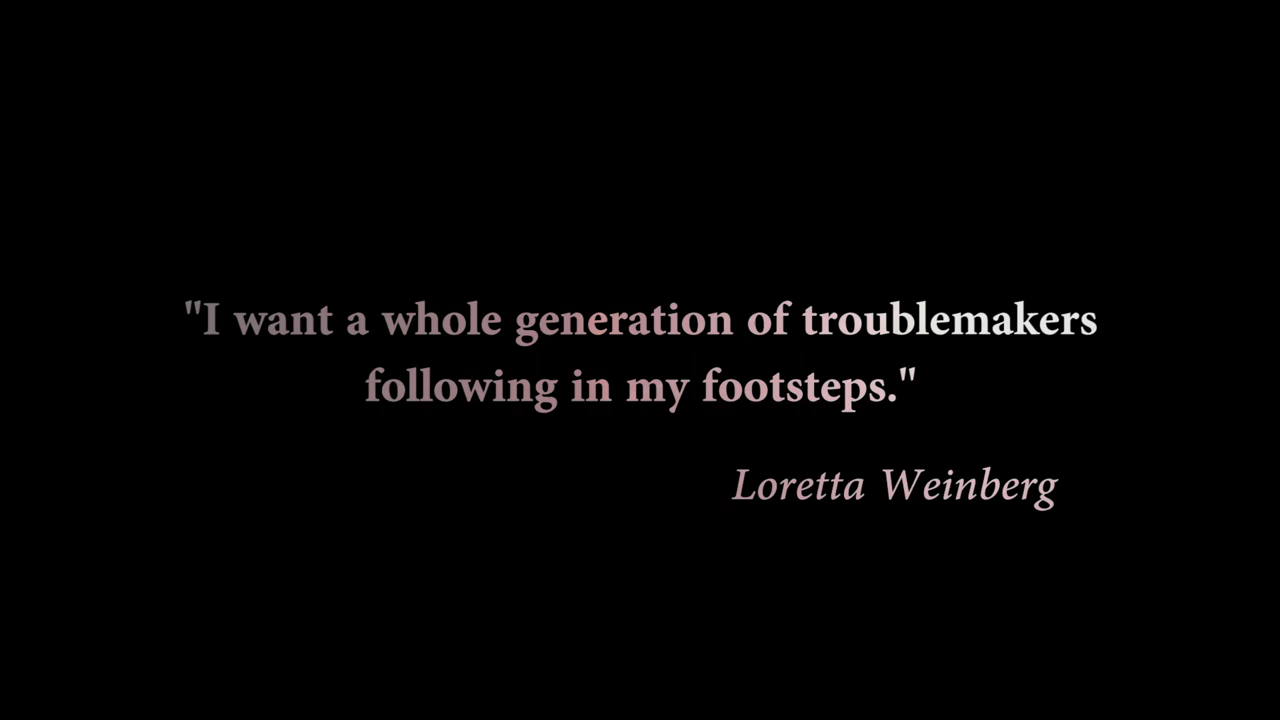 "I want a whole generation of troublemakers
following in my footsteps."
Loretta Weinberg